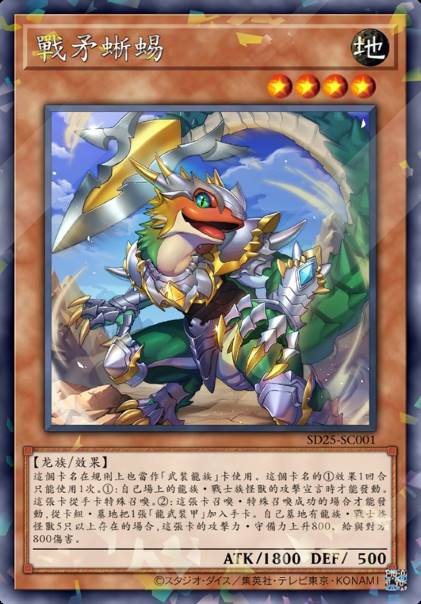 戰矛蜥蜴
地
SD25-SC001
【龙族/效果】
這個卡名在規則上也當作「武装龍族」卡使用。這個卡名的①效果1回合
只能使用1次。①:自己場上的龍族・戰士族怪獸的攻擊宣言時才能發動。
這張卡從手卡特殊召喚。②:這張卡召喚・特殊召喚成功的場合才能發
動,從卡組・墓地把1張「龍武装甲」加入手卡。自己墓地有龍族・戰士族
怪獸5只以上存在的場合,這張卡的攻擊力・守備力上升800,給與對方
800傷害。
ATK/1800 DEF/ 500
©スタジオ・ダイス/集英社・テレビ東京・KONAMI